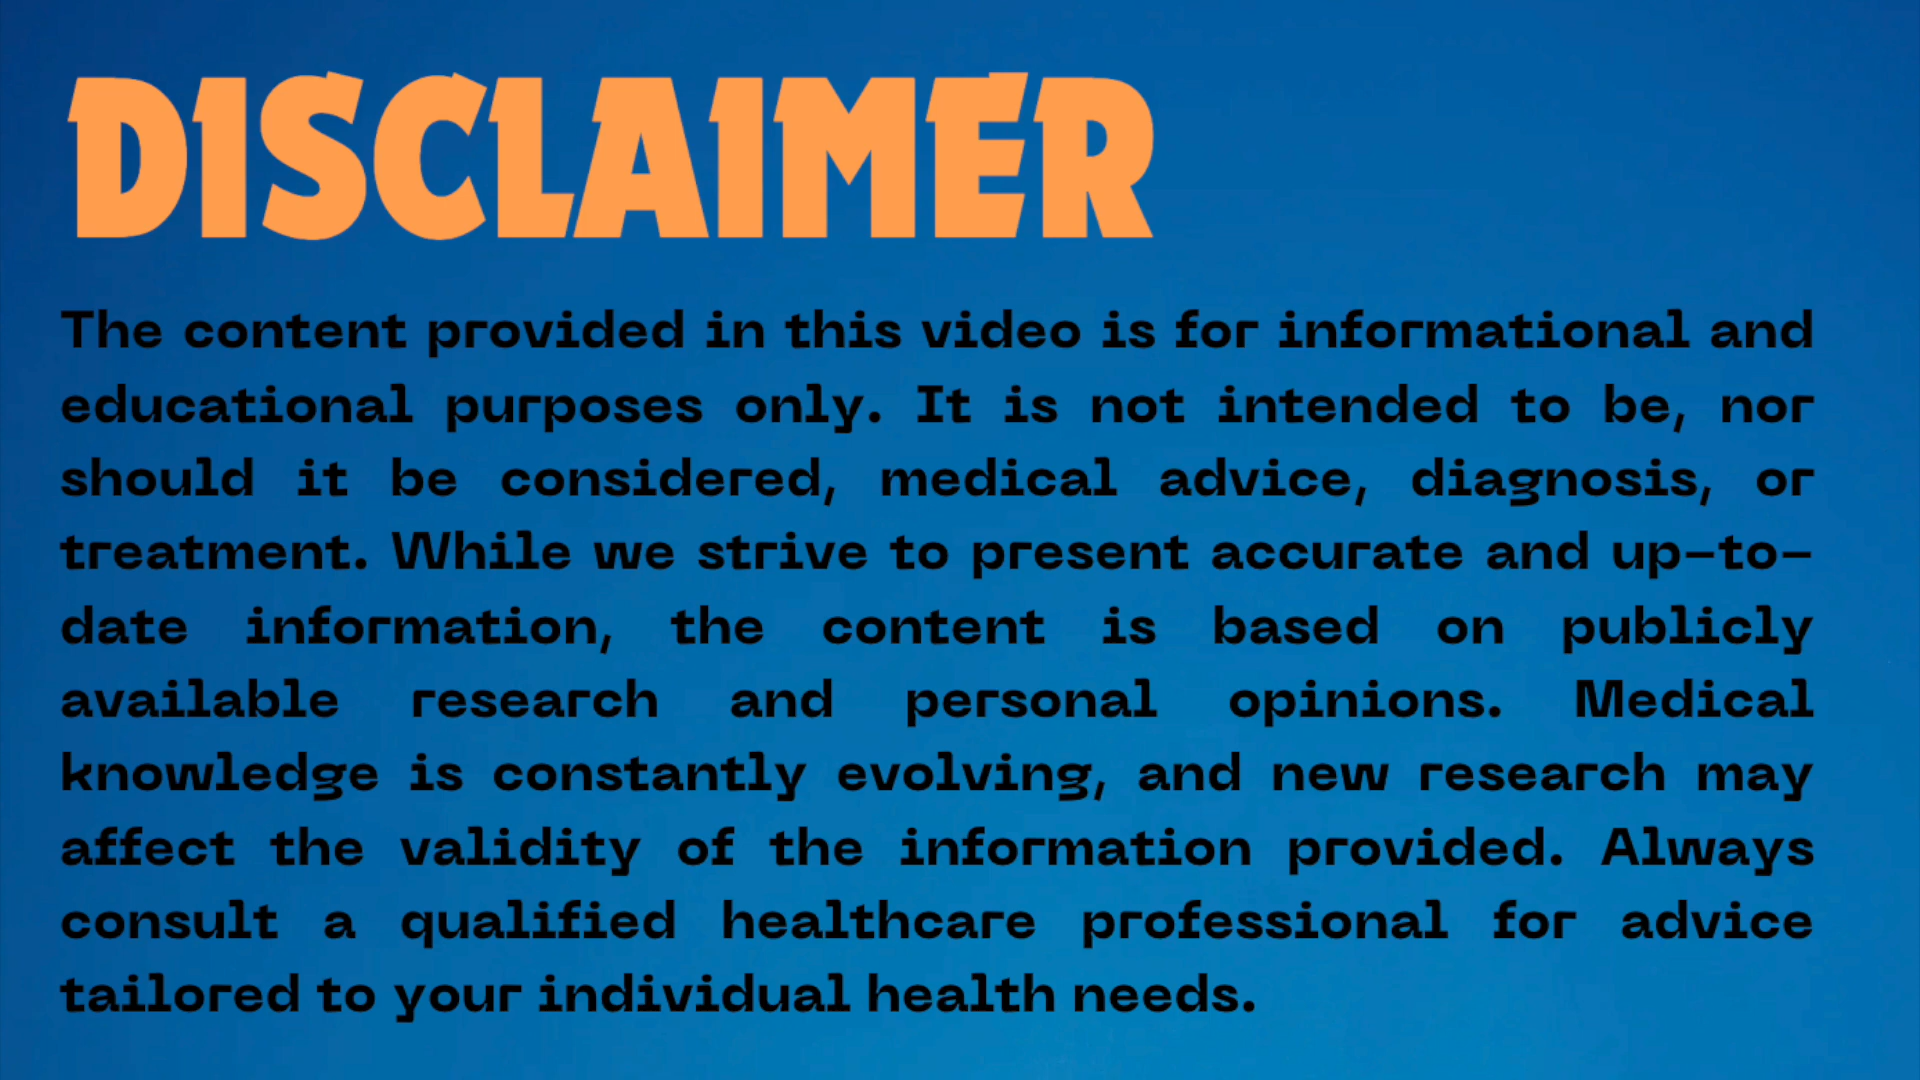 DISCLAIMER
The content provided in this video is for informational and
educational purposes only. It is not intended to be, nor
should it be considered, medical advice, diagnosis, or
treatment. While we strive to present accurate and up-to-
date information, the content is based on publicly
available research and personal opinions. Medical
knowledge is constantly evolving, and new research may
affect the validity of the information provided. Always
consult a qualified healthcare professional for advice
tailored to your individual health needs.